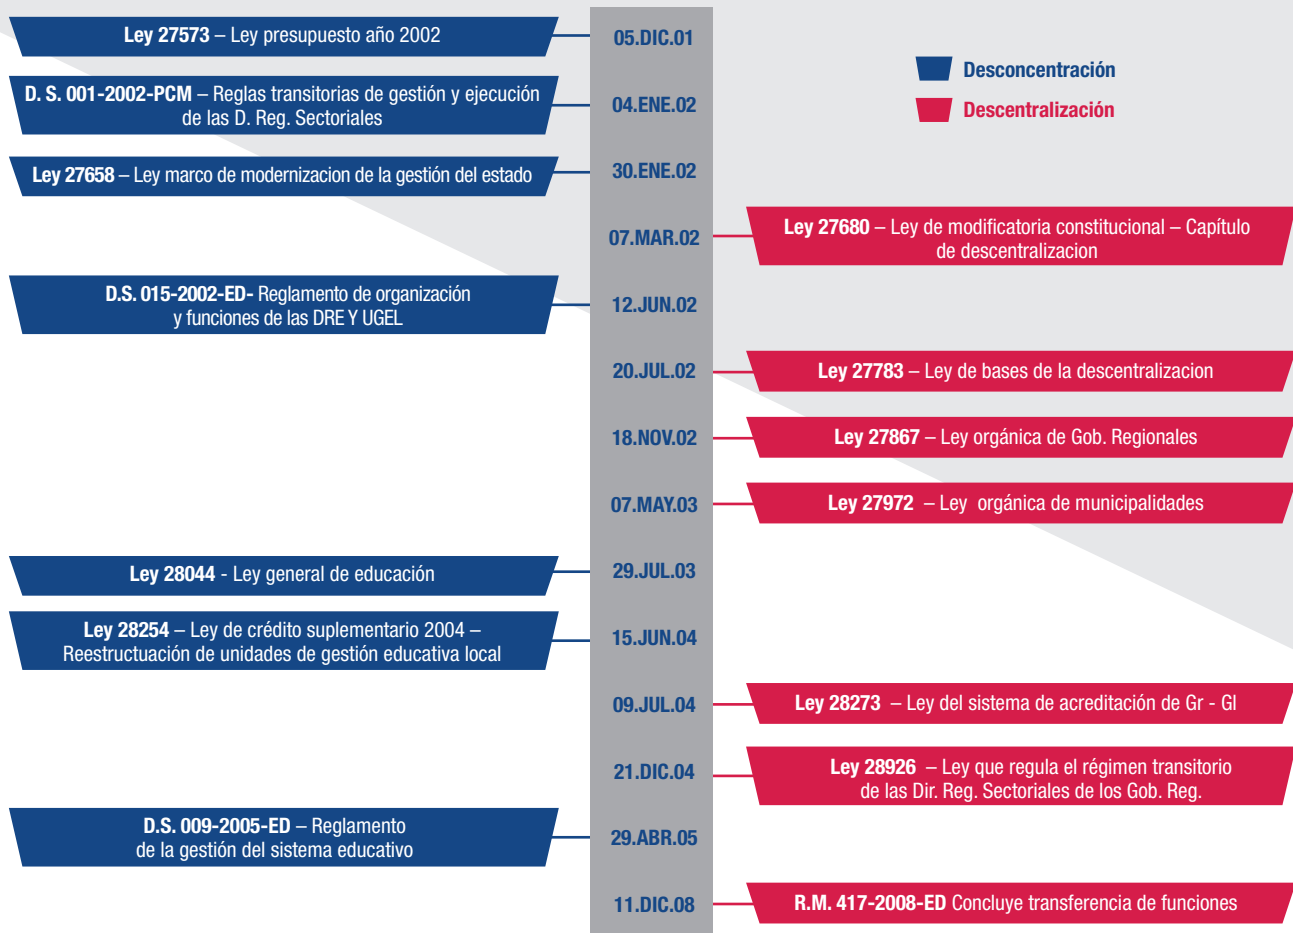 Ley 27573 – Ley presupuesto año 2002
05.DIC.01
Desconcentración
Descentralización
D. S. 001-2002-PCM – Reglas transitorias de gestión y ejecución
de las D. Reg. Sectoriales
04.ENE.02
Ley 27658 – Ley marco de modernizacion de la gestión del estado
30.ENE.02
07.MAR.02
Ley 27680 – Ley de modificatoria constitucional – Capítulo
de descentralizacion
D.S. 015-2002-ED- Reglamento de organización
y funciones de las DRE Y UGEL
12.JUN.02
20.JUL.02
Ley 27783 – Ley de bases de la descentralizacion
18.NOV.02
Ley 27867 – Ley orgánica de Gob. Regionales
07.MAY.03
Ley 27972 – Ley orgánica de municipalidades
Ley 28044 - Ley general de educación
29.JUL.03
Ley 28254 – Ley de crédito suplementario 2004 –
Reestructuación de unidades de gestión educativa local
15.JUN.04
09.JUL.04
Ley 28273 – Ley del sistema de acreditación de Gr - Gl
21.DIC.04
Ley 28926 – Ley que regula el régimen transitorio
de las Dir. Reg. Sectoriales de los Gob. Reg.
D.S. 009-2005-ED – Reglamento
de la gestión del sistema educativo
29.ABR.05
11.DIC.08
R.M. 417-2008-ED Concluye transferencia de funciones